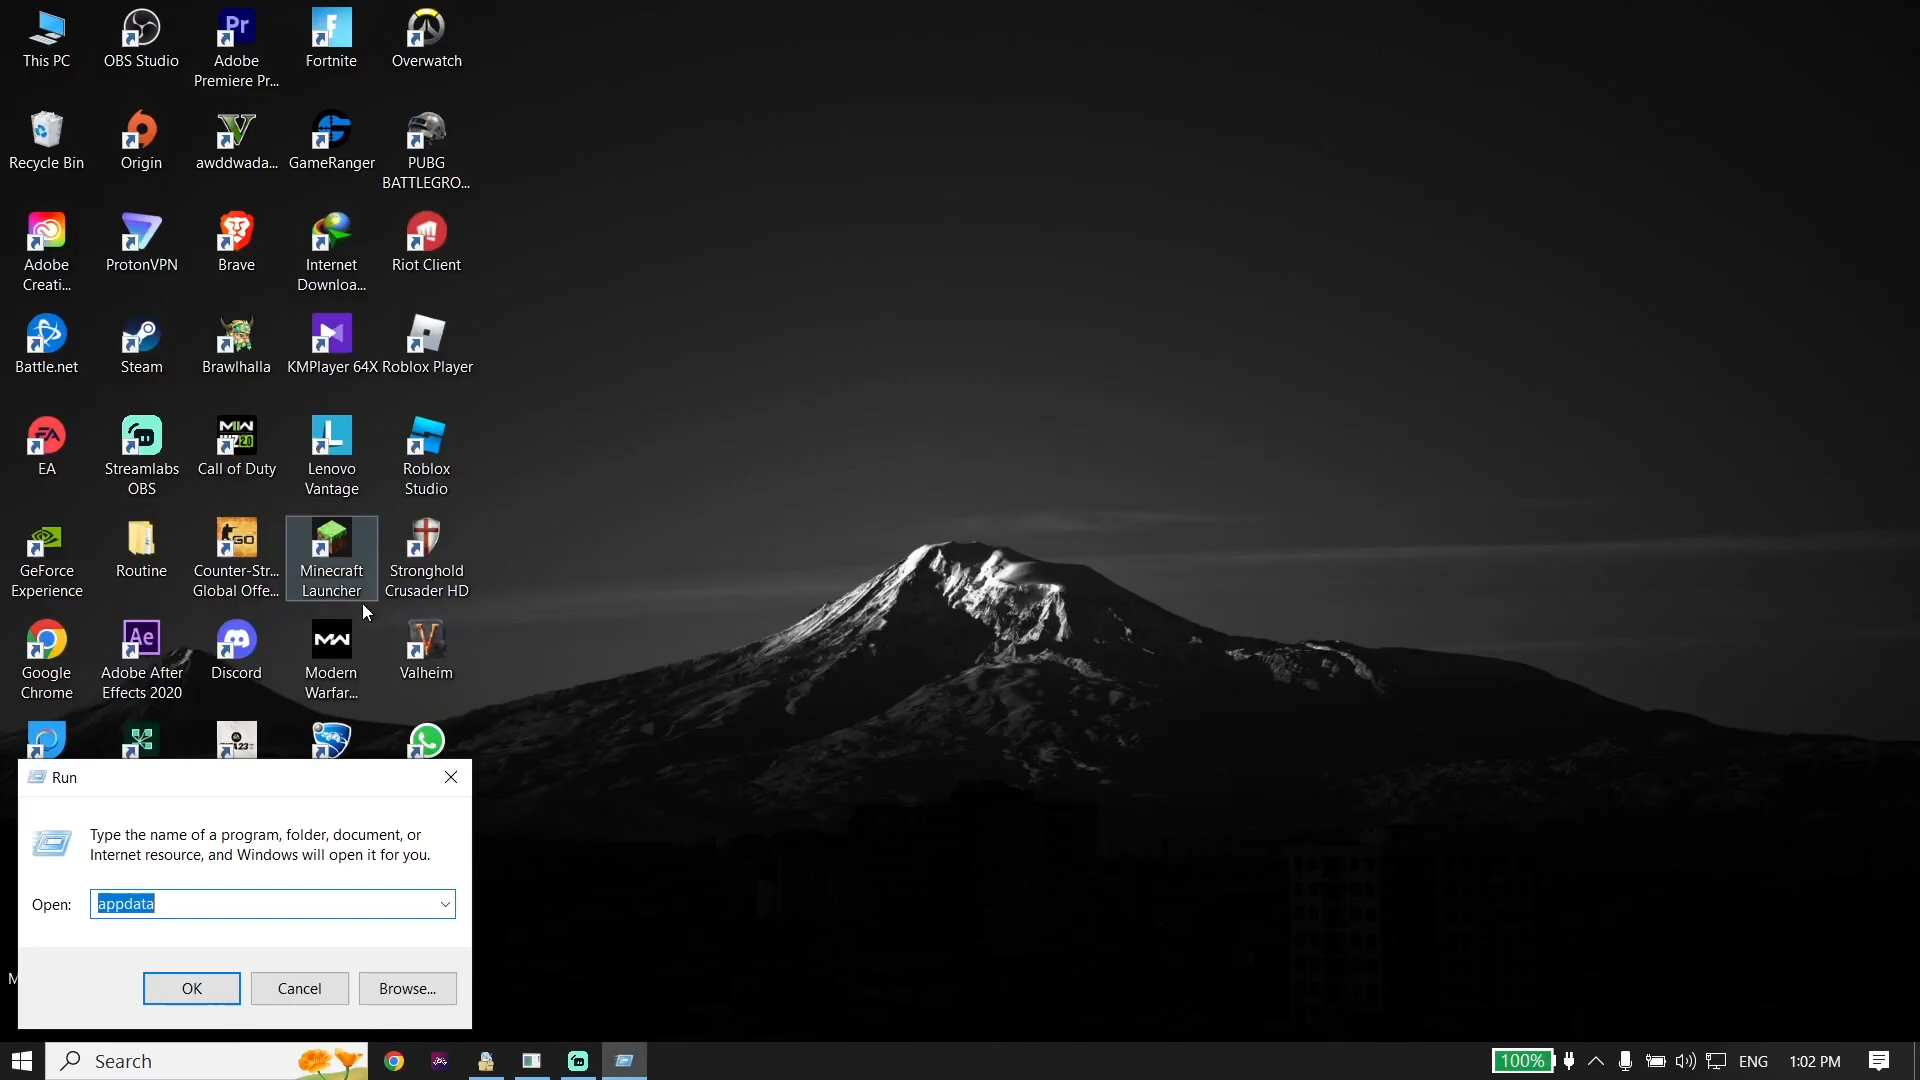 This PC
OBS Studio
Adobe
Premiere Pr...
Fortnite
Overwatch
Recycle Bin
Origin
awddwada...
GameRanger
PUBG
BATTLEGRO...
Adobe
Creati...
ProtonVPN
Brave
Internet
Downloa...
Riot Client
Battle.net
Steam
Brawlhalla
KMPlayer 64X
Roblox Player
EA
Streamlabs
OBS
Call of Duty
Lenovo
Vantage
Roblox
Studio
GeForce
Experience
Routine
Counter-Str...
Global Offe...
Minecraft
Launcher
Stronghold
Crusader HD
Google
Chrome
Adobe After
Effects 2020
Discord
Modern
Warfar...
Valheim
Run
Type the name of a program, folder, document, or
Internet resource, and Windows will open it for you.
Open: appdata
OK Cancel Browse...
Search
100% ENG 1:02 PM